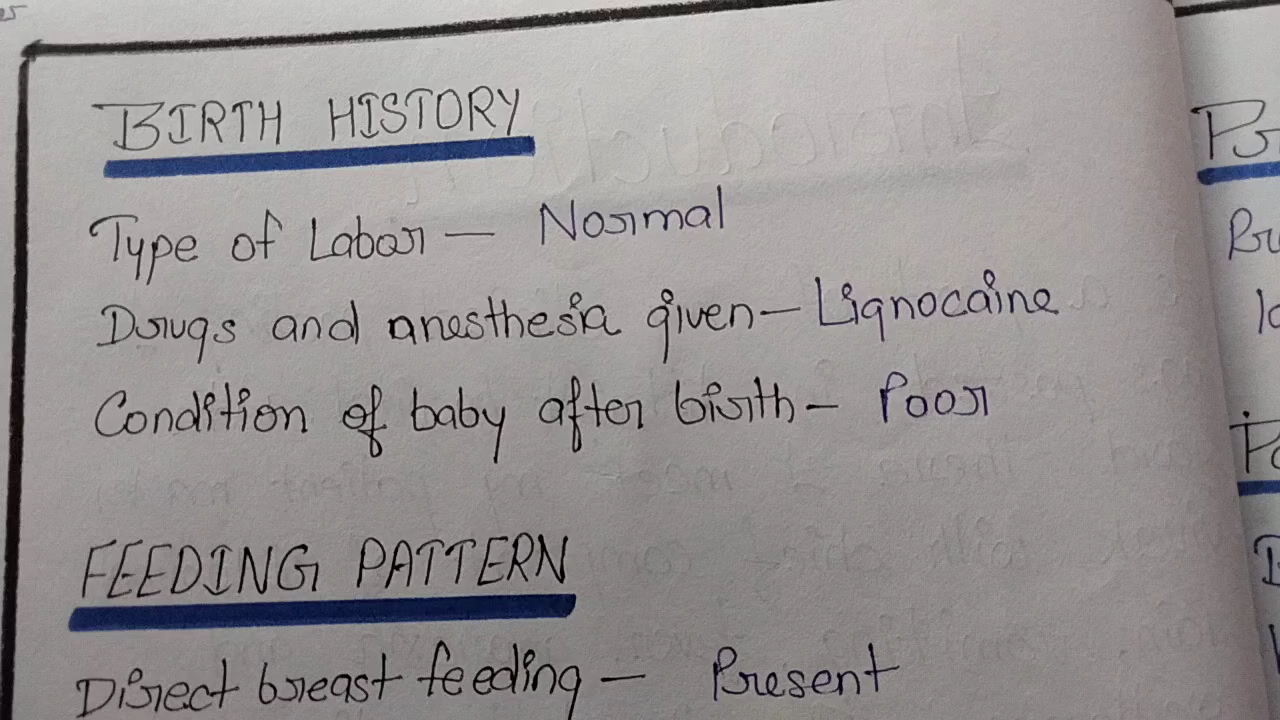 BIRTH HISTORY
Type of Labor – Normal
Drugs and anesthesia given – Lignocaine
Condition of baby after birth – Poor
FEEDING PATTERN
Direct breast feeding – Present